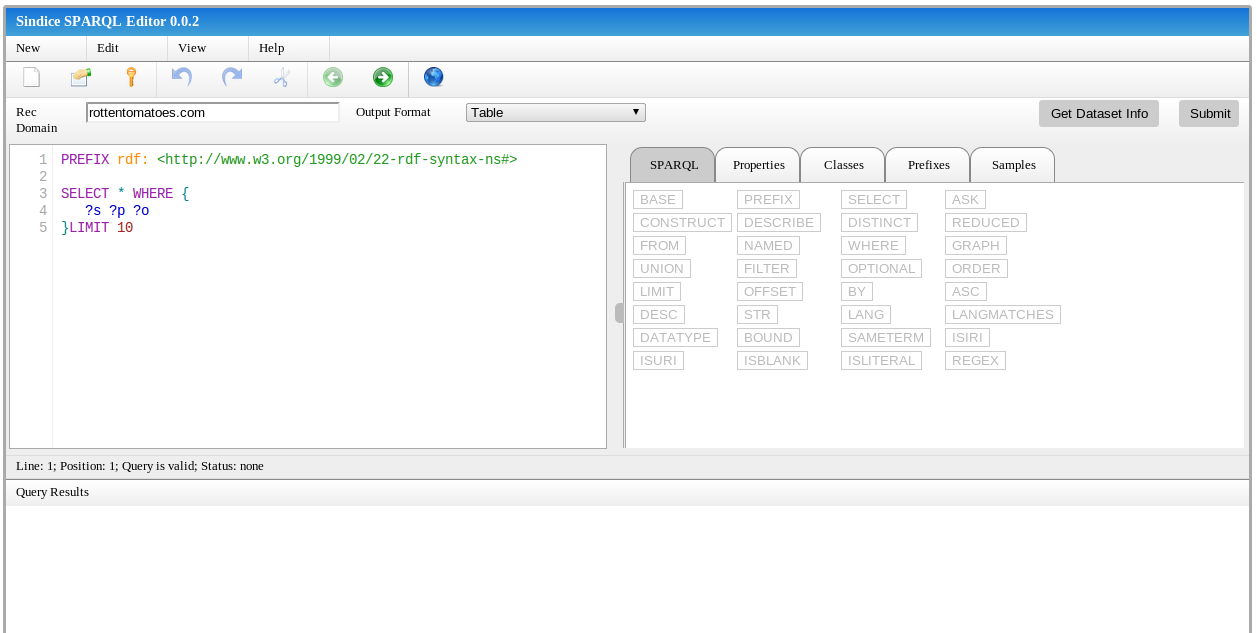 Sindice SPARQL Editor 0.0.2
New Edit View Help
Rec Domain rottentomatoes.com Output Format Table Get Dataset Info Submit
1 PREFIX rdf: <http://www.w3.org/1999/02/22-rdf-syntax-ns#>
2
3 SELECT * WHERE {
4 ?s ?p ?o
5 }LIMIT 10
SPARQL Properties Classes Prefixes Samples
BASE PREFIX SELECT ASK
CONSTRUCT DESCRIBE DISTINCT REDUCED
FROM NAMED WHERE GRAPH
UNION FILTER OPTIONAL ORDER
LIMIT OFFSET BY ASC
DESC STR LANG LANGMATCHES
DATATYPE BOUND SAMETERM ISIRI
ISURI ISBLANK ISLITERAL REGEX
Line: 1; Position: 1; Query is valid; Status: none
Query Results